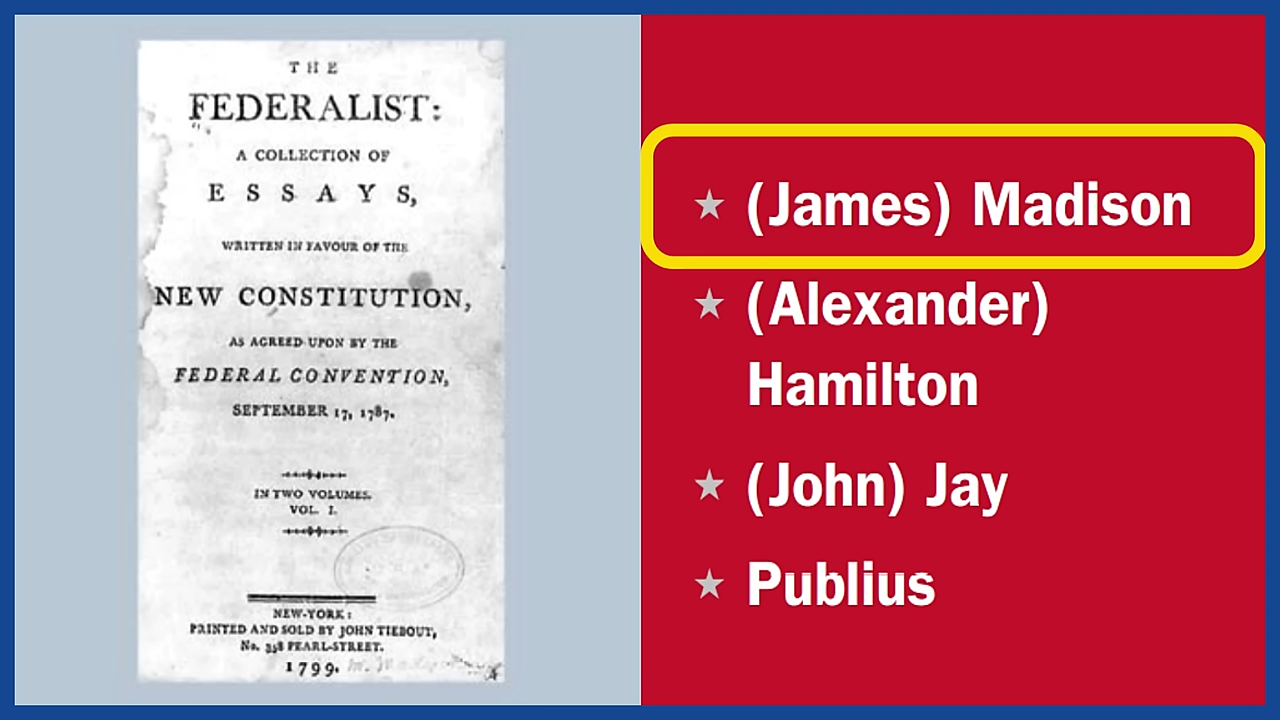 THE
FEDERALIST:
A COLLECTION OF
ESSAYS,
WRITTEN IN FAVOUR OF THE
NEW CONSTITUTION,
AS AGREED UPON BY THE
FEDERAL CONVENTION,
SEPTEMBER 17, 1787.
IN TWO VOLUMES.
VOL. I.
NEW-YORK:
PRINTED AND SOLD BY JOHN TIEBOUT,
No. 358 PEARL-STREET.
1799.
★ (James) Madison
★ (Alexander)
Hamilton
★ (John) Jay
★ Publius